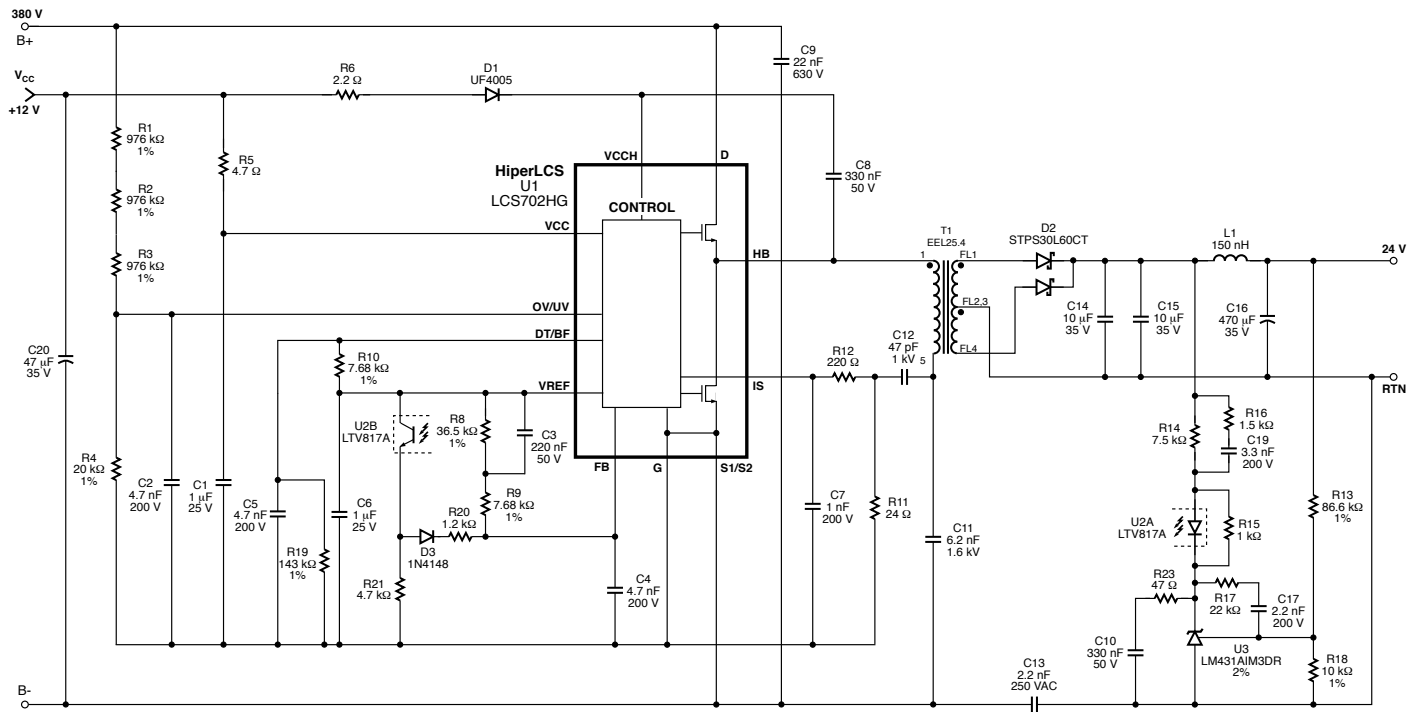 380 V
B+
VCC
+12 V
R6
2.2 Ω
D1
UF4005
C9
22 nF
630 V
R1
976 kΩ
1%
R5
4.7 Ω
R2
976 kΩ
1%
R3
976 kΩ
1%
HiperLCS
U1
LCS702HG
VCCH
D
C8
330 nF
50 V
CONTROL
VCC
HB
OV/UV
DT/BF
VREF
IS
FB
G
S1/S2
T1
EEL25.4
1
FL1
FL2,3
FL4
5
D2
STPS30L60CT
L1
150 nH
24 V
C14
10 μF
35 V
C15
10 μF
35 V
C16
470 μF
35 V
RTN
C20
47 μF
35 V
R10
7.68 kΩ
1%
R12
220 Ω
C12
47 pF
1 kV
U2B
LTV817A
R8
36.5 kΩ
1%
C3
220 nF
50 V
R4
20 kΩ
1%
C2
4.7 nF
200 V
C1
1 μF
25 V
C5
4.7 nF
200 V
C6
1 μF
25 V
R9
7.68 kΩ
1%
R20
1.2 kΩ
D3
1N4148
R19
143 kΩ
1%
R21
4.7 kΩ
C4
4.7 nF
200 V
C7
1 nF
200 V
R11
24 Ω
C11
6.2 nF
1.6 kV
R14
7.5 kΩ
R16
1.5 kΩ
C19
3.3 nF
200 V
U2A
LTV817A
R15
1 kΩ
R13
86.6 kΩ
1%
R23
47 Ω
R17
22 kΩ
C17
2.2 nF
200 V
C10
330 nF
50 V
U3
LM431AIM3DR
2%
R18
10 kΩ
1%
C13
2.2 nF
250 VAC
B-